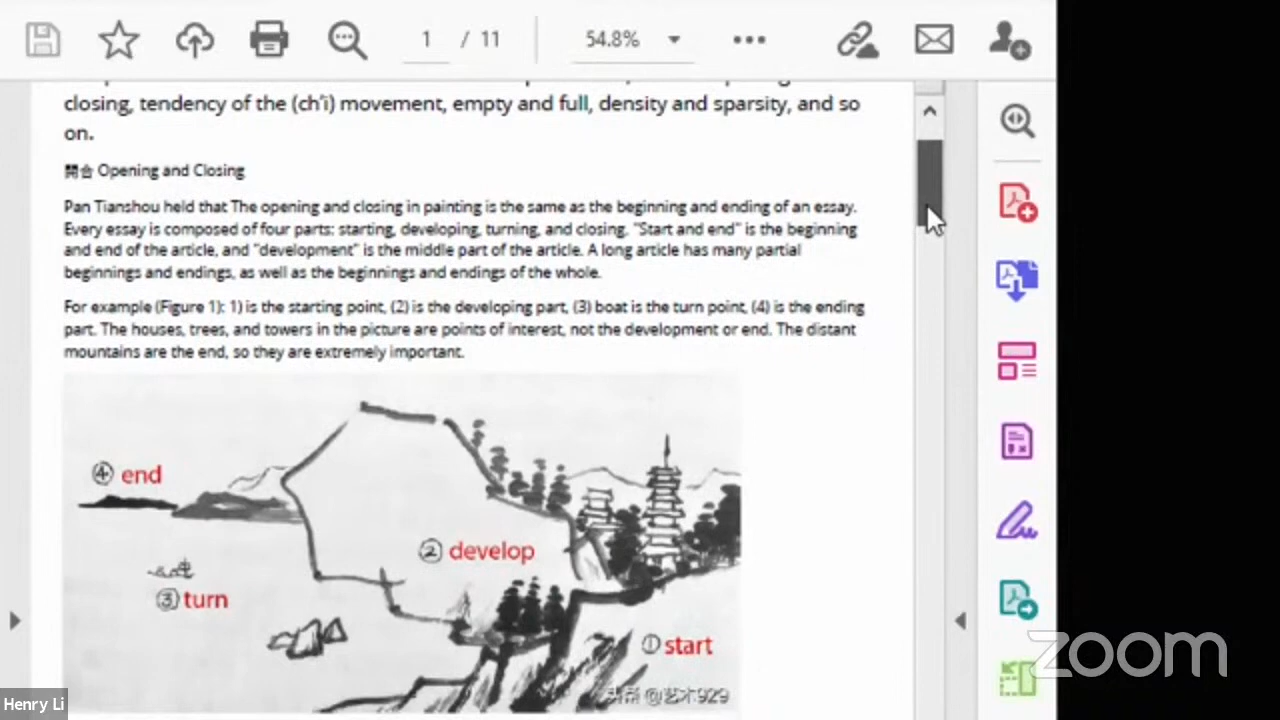 1 / 11
54.8%
closing, tendency of the (ch'i) movement, empty and full, density and sparsity, and so
on.
開合 Opening and Closing
Pan Tianshou held that The opening and closing in painting is the same as the beginning and ending of an essay.
Every essay is composed of four parts: starting, developing, turning, and closing. "Start and end" is the beginning
and end of the article, and "development" is the middle part of the article. A long article has many partial
beginnings and endings, as well as the beginnings and endings of the whole.
For example (Figure 1): 1) is the starting point, (2) is the developing part, (3) boat is the turn point, (4) is the ending
part. The houses, trees, and towers in the picture are points of interest, not the development or end. The distant
mountains are the end, so they are extremely important.
④ end
② develop
③ turn
① start
@艺术929
Henry Li
zoom